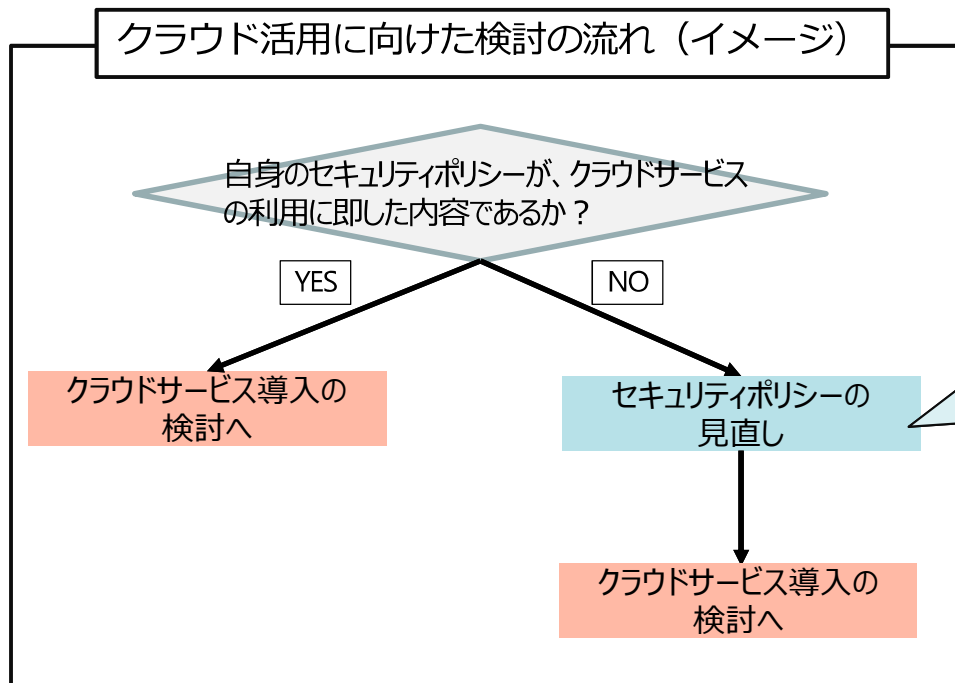 クラウド活用に向けた検討の流れ（イメージ）
自身のセキュリティポリシーが、クラウドサービス
の利用に即した内容であるか？
YES
NO
クラウドサービス導入の
検討へ
セキュリティポリシーの
見直し
クラウドサービス導入の
検討へ